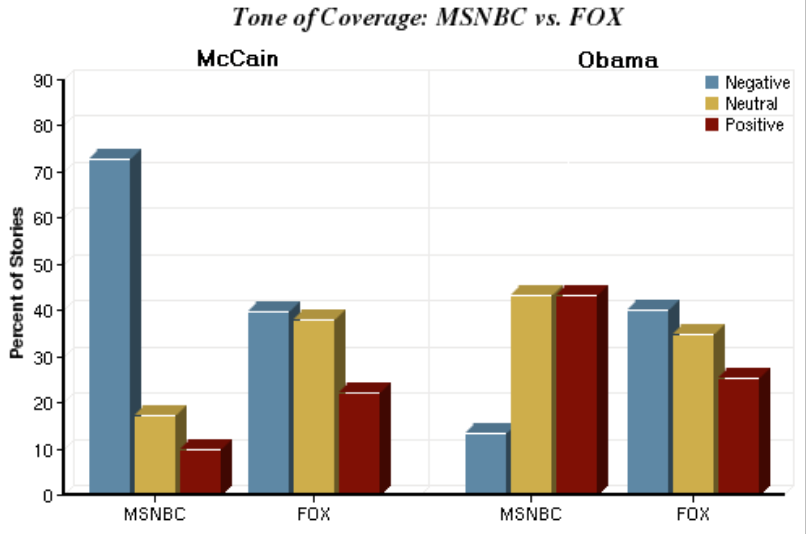 Tone of Coverage: MSNBC vs. FOX
McCain
Obama
Negative
Neutral
Positive
Percent of Stories
90
80
70
60
50
40
30
20
10
0
MSNBC
FOX
MSNBC
FOX